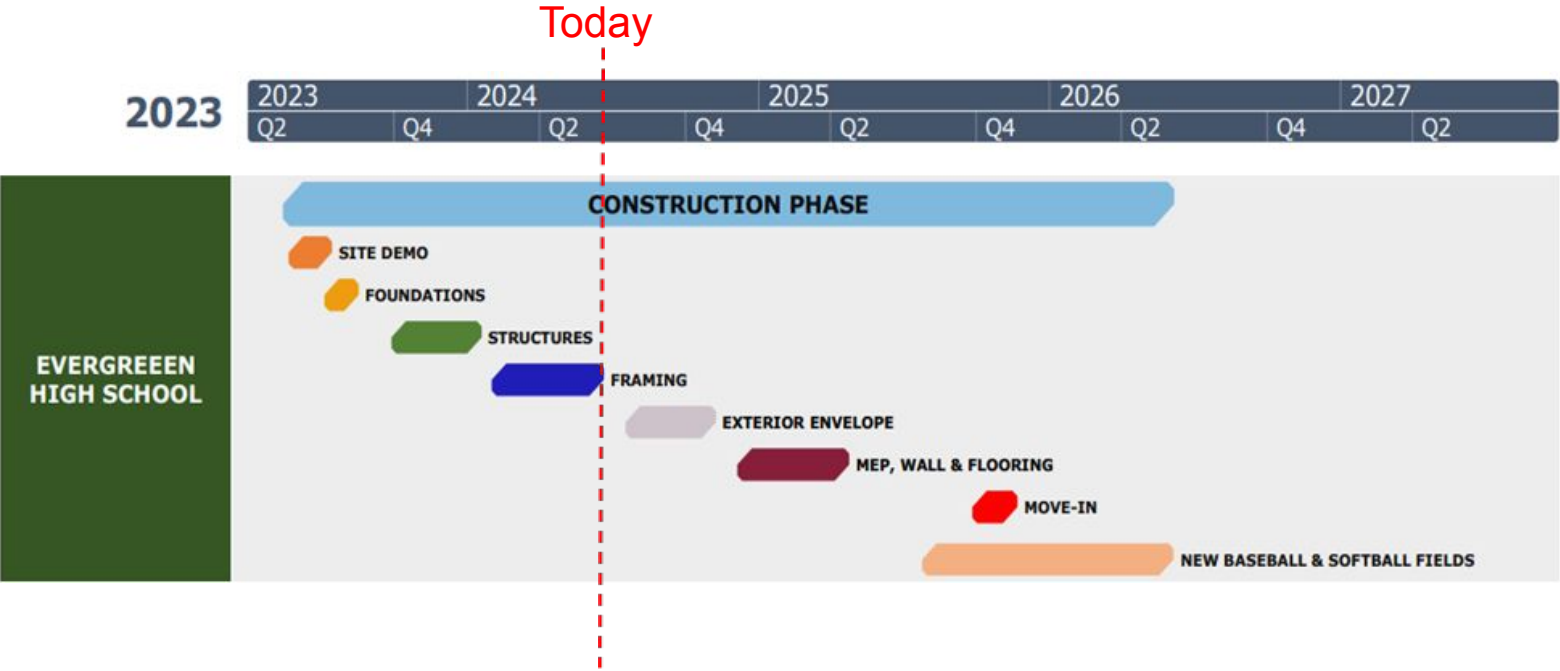 Today
2023
2023 2024 2025 2026 2027
Q2 Q4 Q2 Q4 Q2 Q4 Q2 Q4 Q2
CONSTRUCTION PHASE
SITE DEMO
FOUNDATIONS
STRUCTURES
EVERGREEEN
HIGH SCHOOL
FRAMING
EXTERIOR ENVELOPE
MEP, WALL & FLOORING
MOVE-IN
NEW BASEBALL & SOFTBALL FIELDS